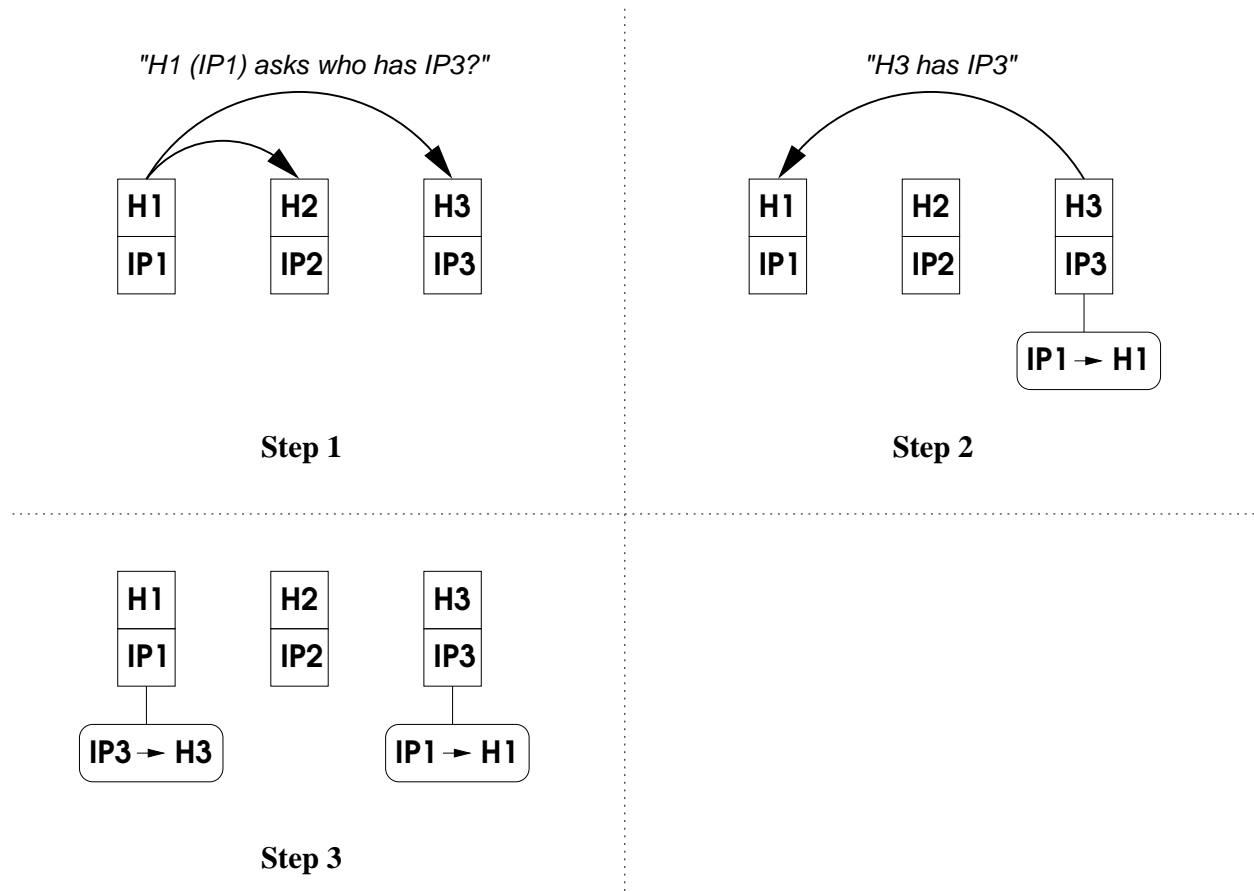 "H1 (IP1) asks who has IP3?"
H1 H2 H3
IP1 IP2 IP3
Step 1
"H3 has IP3"
H1 H2 H3
IP1 IP2 IP3
IP1 → H1
Step 2
H1 H2 H3
IP1 IP2 IP3
IP3 → H3 IP1 → H1
Step 3